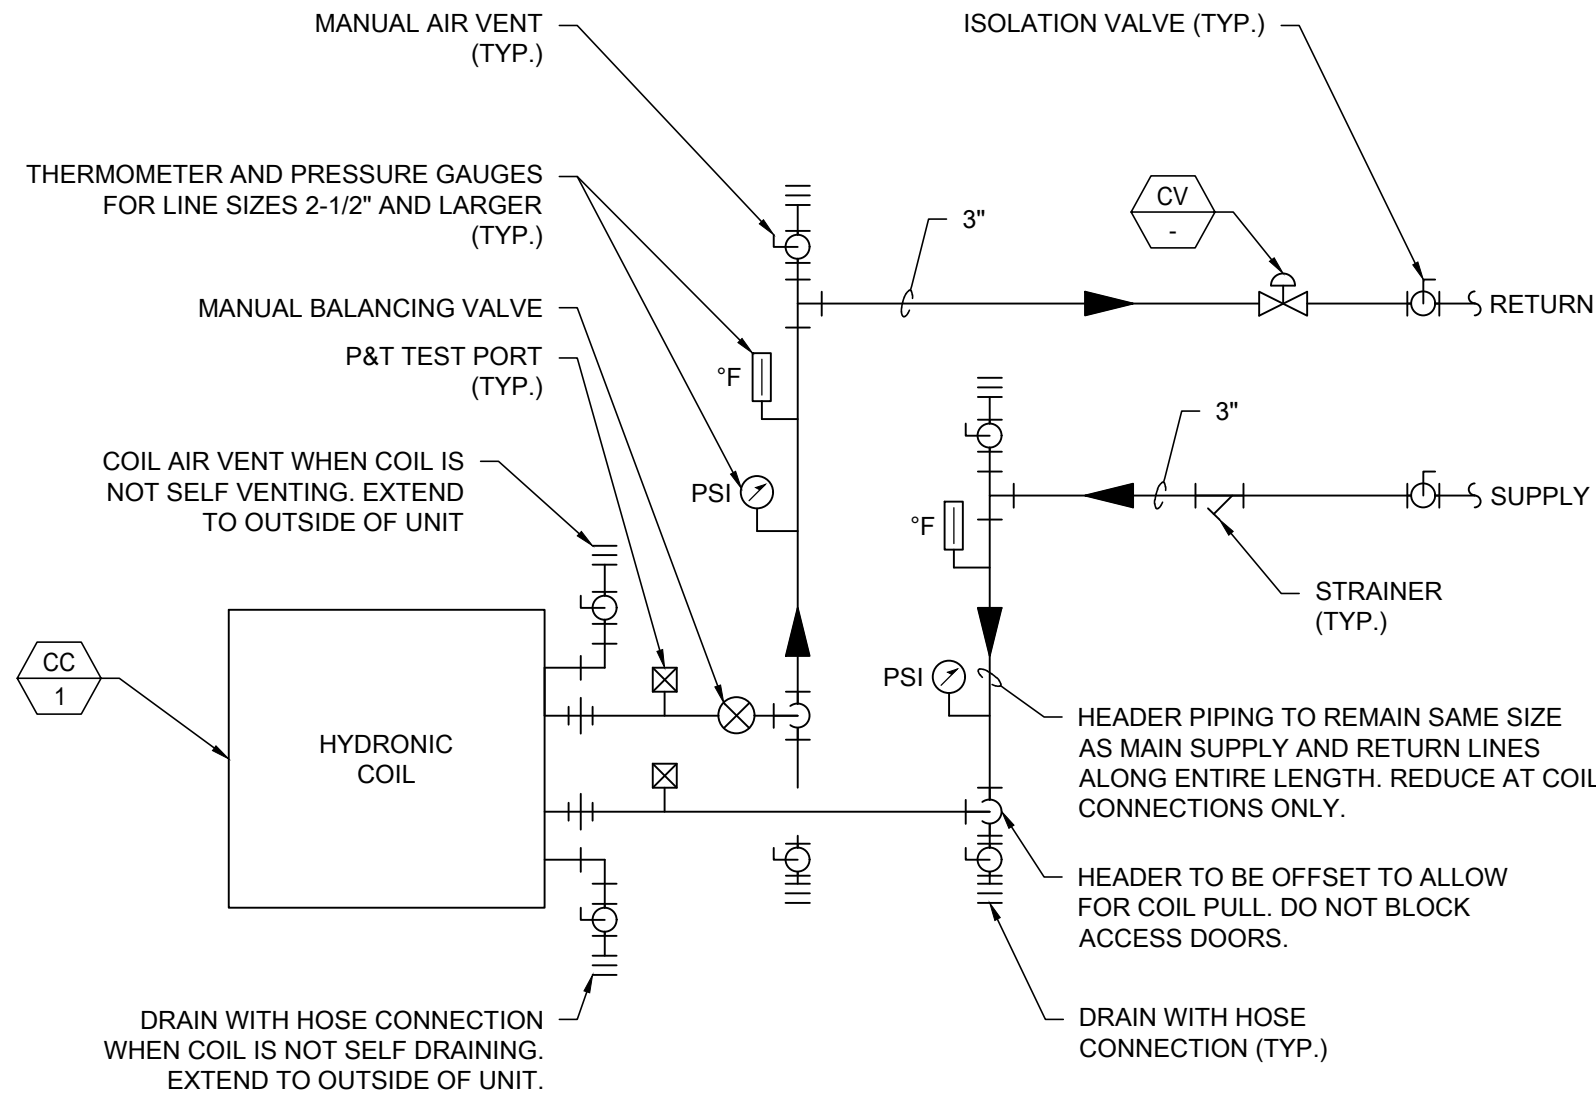 MANUAL AIR VENT
(TYP.)
ISOLATION VALVE (TYP.)
THERMOMETER AND PRESSURE GAUGES
FOR LINE SIZES 2-1/2" AND LARGER
(TYP.)
3"
CV
-
RETURN
MANUAL BALANCING VALVE
P&T TEST PORT
(TYP.)
°F
3"
COIL AIR VENT WHEN COIL IS
NOT SELF VENTING. EXTEND
TO OUTSIDE OF UNIT
PSI
SUPPLY
°F
STRAINER
(TYP.)
CC
1
PSI
HYDRONIC
COIL
HEADER PIPING TO REMAIN SAME SIZE
AS MAIN SUPPLY AND RETURN LINES
ALONG ENTIRE LENGTH. REDUCE AT COIL
CONNECTIONS ONLY.
HEADER TO BE OFFSET TO ALLOW
FOR COIL PULL. DO NOT BLOCK
ACCESS DOORS.
DRAIN WITH HOSE CONNECTION
WHEN COIL IS NOT SELF DRAINING.
EXTEND TO OUTSIDE OF UNIT.
DRAIN WITH HOSE
CONNECTION (TYP.)